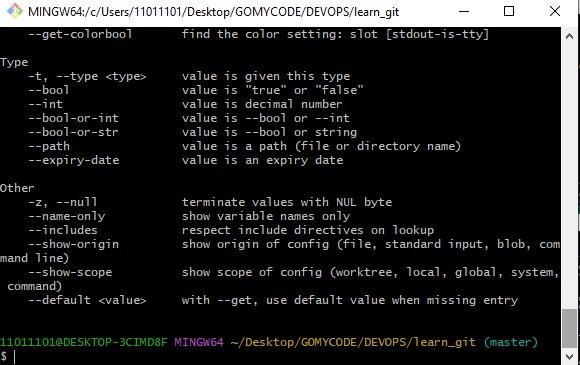 MINGW64:/c/Users/11011101/Desktop/GOMYCODE/DEVOPS/learn_git
--get-colorbool find the color setting: slot [stdout-is-tty]
Type
-t, --type <type> value is given this type
--bool value is "true" or "false"
--int value is decimal number
--bool-or-int value is --bool or --int
--bool-or-str value is --bool or string
--path value is a path (file or directory name)
--expiry-date value is an expiry date
Other
-z, --null terminate values with NUL byte
--name-only show variable names only
--includes respect include directives on lookup
--show-origin show origin of config (file, standard input, blob, com
mand line)
--show-scope show scope of config (worktree, local, global, system,
command)
--default <value> with --get, use default value when missing entry
11011101@DESKTOP-3CIMD8F MINGW64 ~/Desktop/GOMYCODE/DEVOPS/learn_git (master)
$